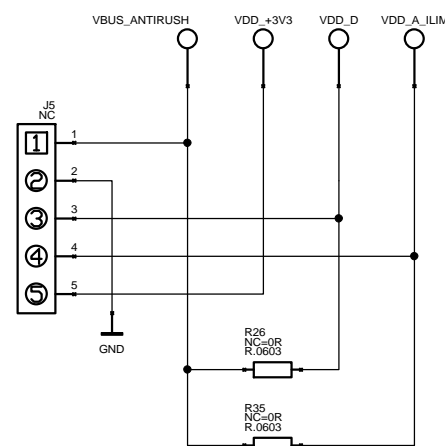 VBUS_ANTIRUSH VDD_+3V3 VDD_D VDD_A_ILIM
J5
NC
1 1
2 2
3 3
4 4
5 5
GND
R26
NC=0R
R.0603
R35
NC=0R
R.0603